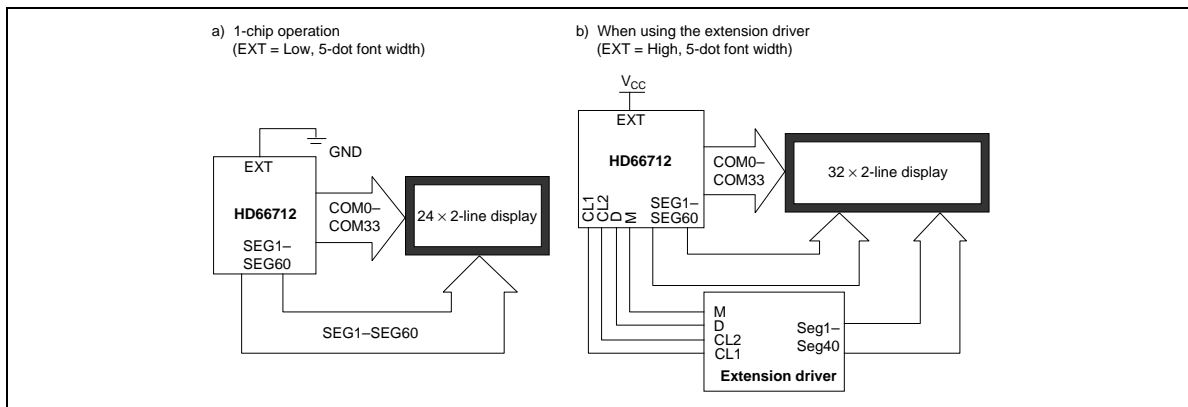 a) 1-chip operation
(EXT = Low, 5-dot font width)
EXT
GND
HD66712
COM0–
COM33
SEG1–
SEG60
24 × 2-line display
SEG1–SEG60
b) When using the extension driver
(EXT = High, 5-dot font width)
VCC
EXT
HD66712
COM0–
COM33
CL1
CL2
D
M
SEG1–
SEG60
32 × 2-line display
M
D
CL2
CL1
Seg1–
Seg40
Extension driver